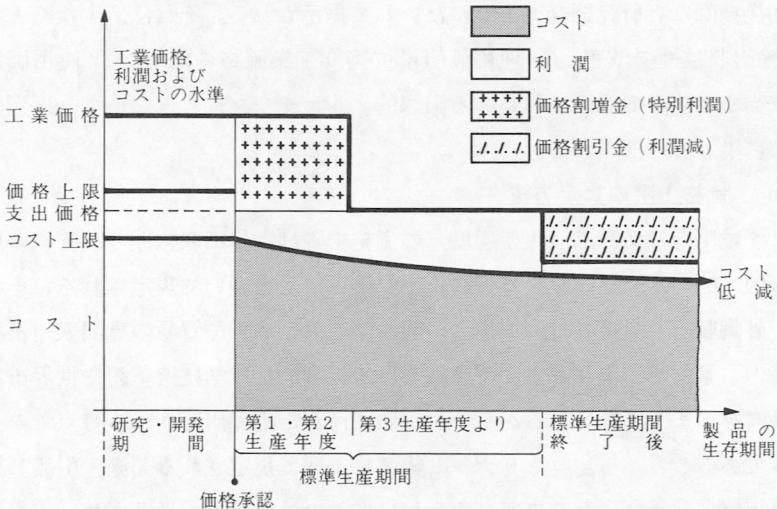 コスト
利潤
価格割増金（特別利潤）
価格割引金（利潤減）
工業価格，
利潤および
コストの水準
工業価格
価格上限
支出価格
コスト上限
コスト
コスト
低減
研究・開発
期間
第1・第2
生産年度
第3生産年度より
標準生産期間
終了後
製品の
生存期間
標準生産期間
価格承認